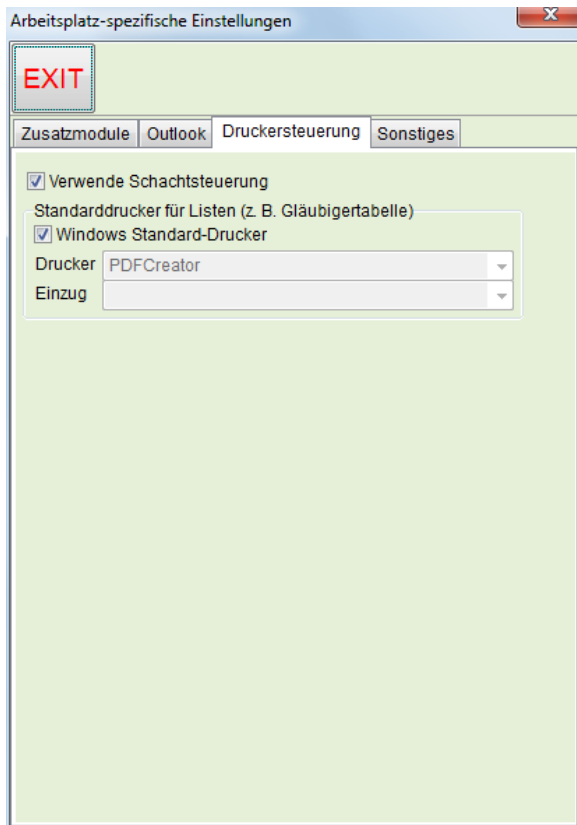 Arbeitsplatz-spezifische Einstellungen
EXIT
Zusatzmodule Outlook Druckersteuerung Sonstiges
Verwende Schachtsteuerung
Standarddrucker für Listen (z. B. Gläubigertabelle)
Windows Standard-Drucker
Drucker PDFCreator
Einzug